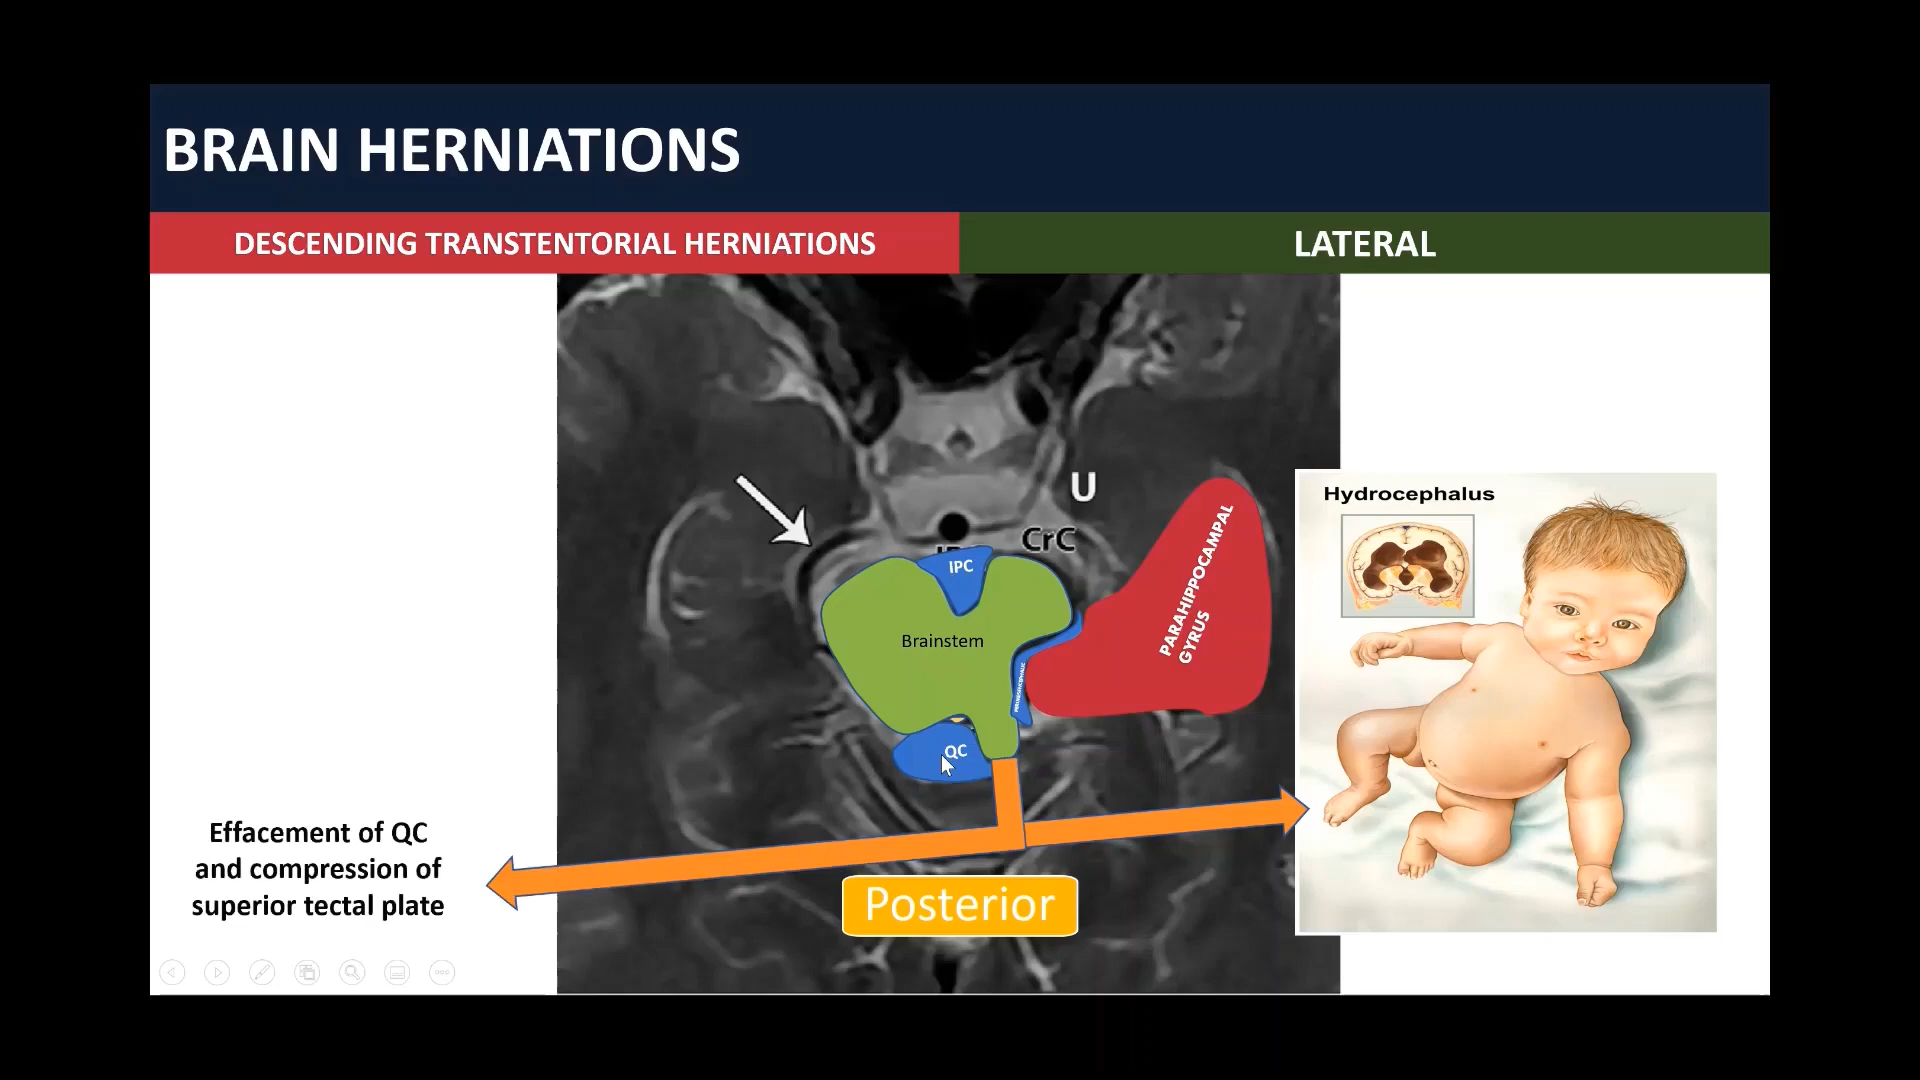 BRAIN HERNIATIONS
DESCENDING TRANSTENTORIAL HERNIATIONS
LATERAL
U
CrC
IPC
Brainstem
PARAHIPPOCAMPAL
GYRUS
QC
Hydrocephalus
Effacement of QC
and compression of
superior tectal plate
Posterior